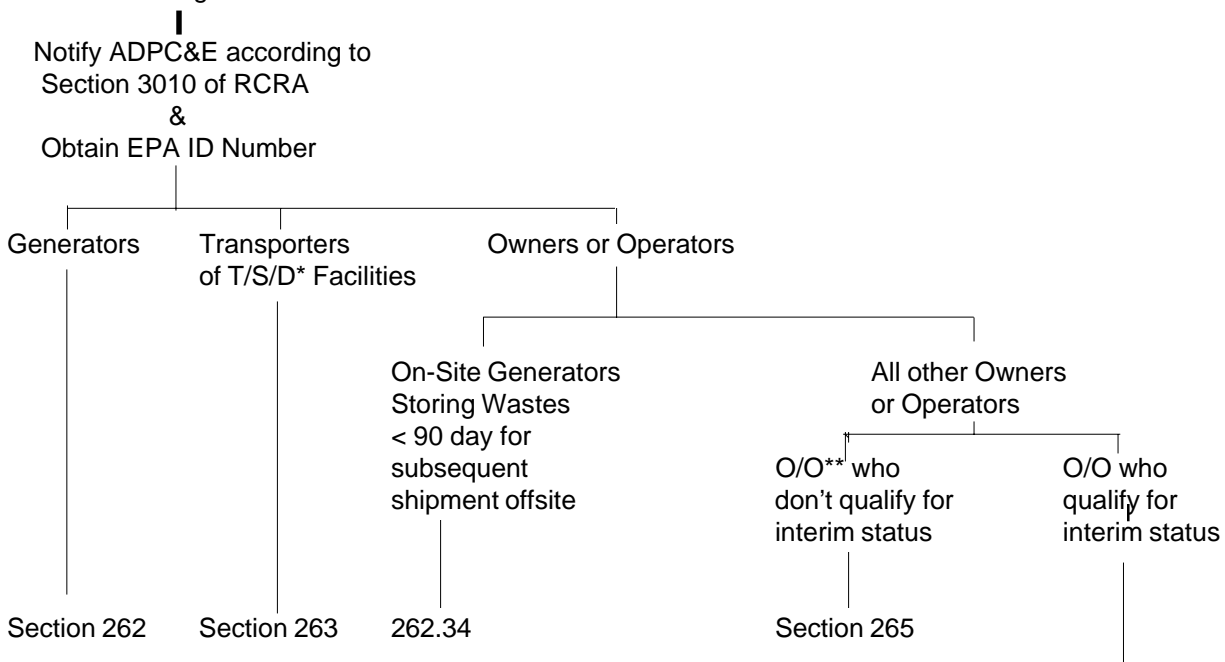 Notify ADPC&E according to
Section 3010 of RCRA
&
Obtain EPA ID Number
Generators
Transporters
of T/S/D* Facilities
Owners or Operators
On-Site Generators
Storing Wastes
< 90 day for
subsequent
shipment offsite
All other Owners
or Operators
O/O** who
don't qualify for
interim status
O/O who
qualify for
interim status
Section 262
Section 263
262.34
Section 265